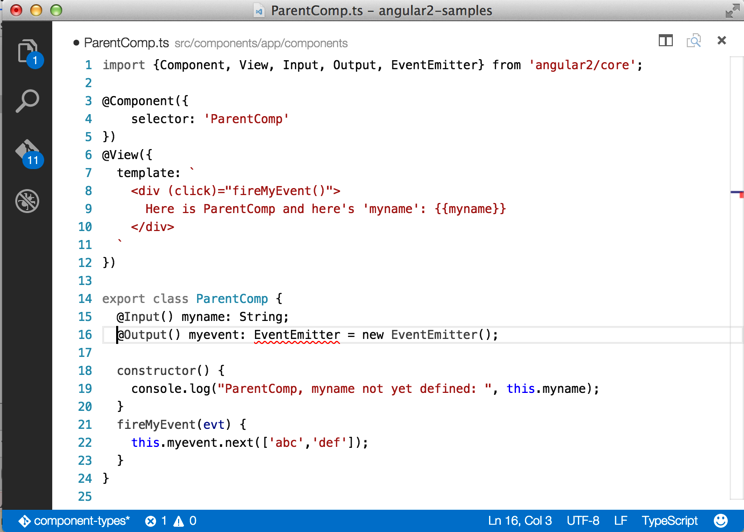 ParentComp.ts - angular2-samples
● ParentComp.ts src/components/app/components
1
11
1 import {Component, View, Input, Output, EventEmitter} from 'angular2/core';
2
3 @Component({
4     selector: 'ParentComp'
5 })
6 @View({
7   template: `
8     <div (click)="fireMyEvent()">
9       Here is ParentComp and here's 'myname': {{myname}}
10     </div>
11   `
12 })
13
14 export class ParentComp {
15   @Input() myname: String;
16   @Output() myevent: EventEmitter = new EventEmitter();
17
18   constructor() {
19     console.log("ParentComp, myname not yet defined: ", this.myname);
20   }
21   fireMyEvent(evt) {
22     this.myevent.next(['abc','def']);
23   }
24 }
25
component-types* 1 0 Ln 16, Col 3 UTF-8 LF TypeScript